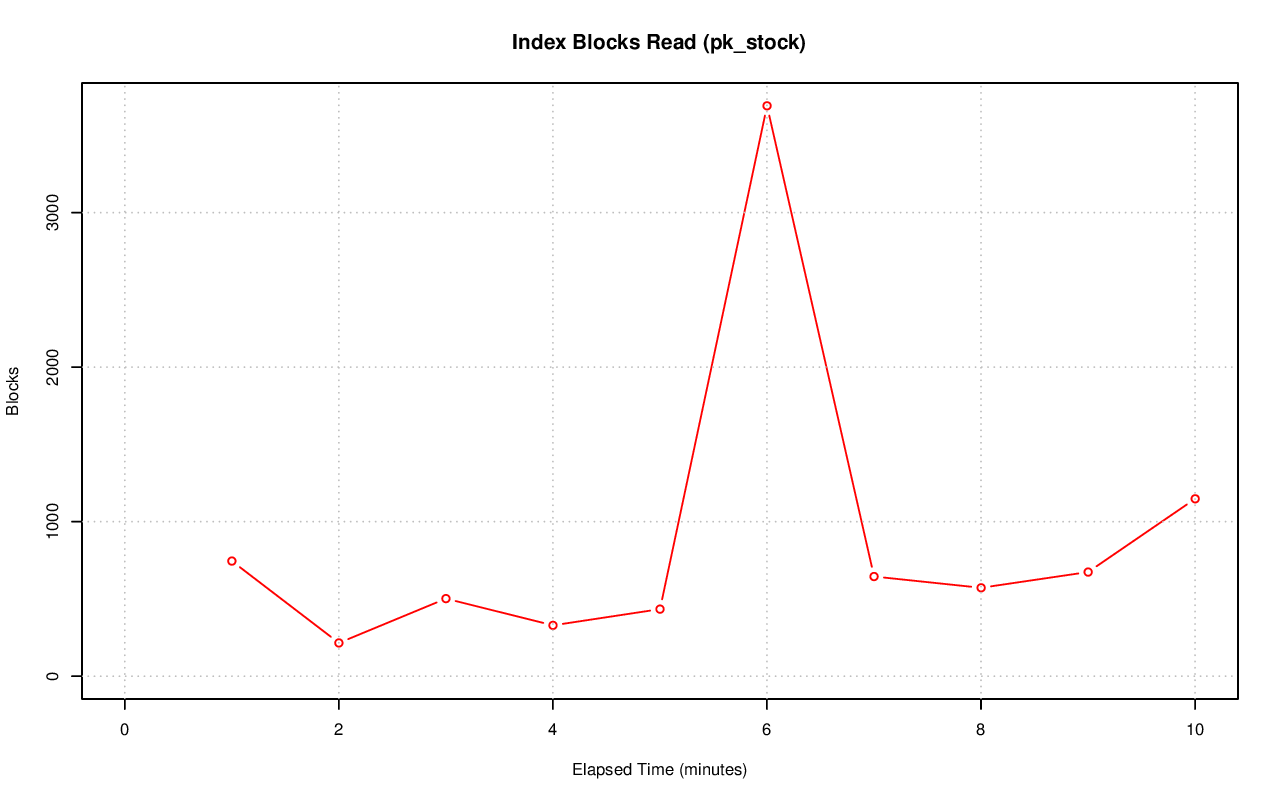 Index Blocks Read (pk_stock)
3000
2000
1000
0
Blocks
0 2 4 6 8 10
Elapsed Time (minutes)